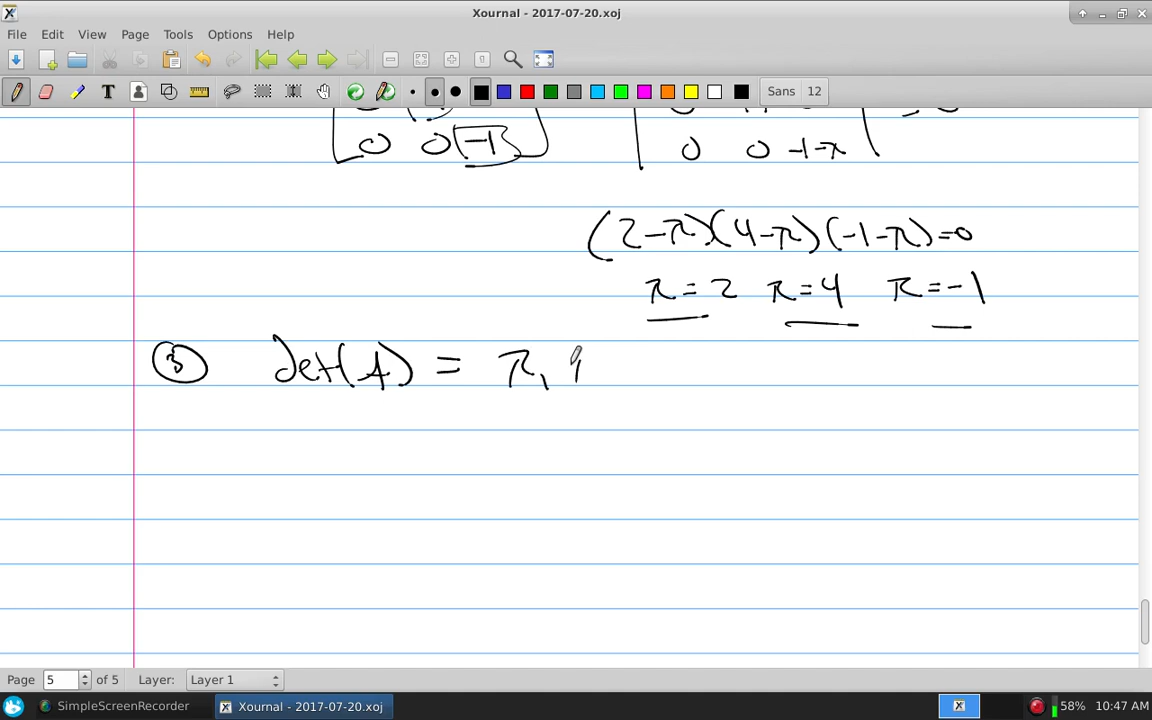 Xournal - 2017-07-20.xoj
File Edit View Page Tools Options Help
Sans 12
0 0 -1
0 0 -1-λ
(2-λ)(4-λ)(-1-λ)=0
λ=2 λ=4 λ=-1
③ det(A) = λ₁
Page 5 of 5 Layer: Layer 1
SimpleScreenRecorder Xournal - 2017-07-20.xoj 58% 10:47 AM